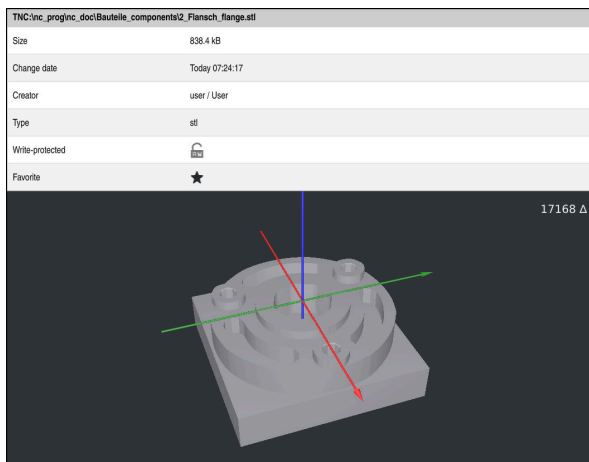 TNC:\nc_prog\nc_doc\Bauteile_components\2_Flansch_flange.stl
Size 838.4 kB
Change date Today 07:24:17
Creator user / User
Type stl
Write-protected RW
Favorite
17168 Δ